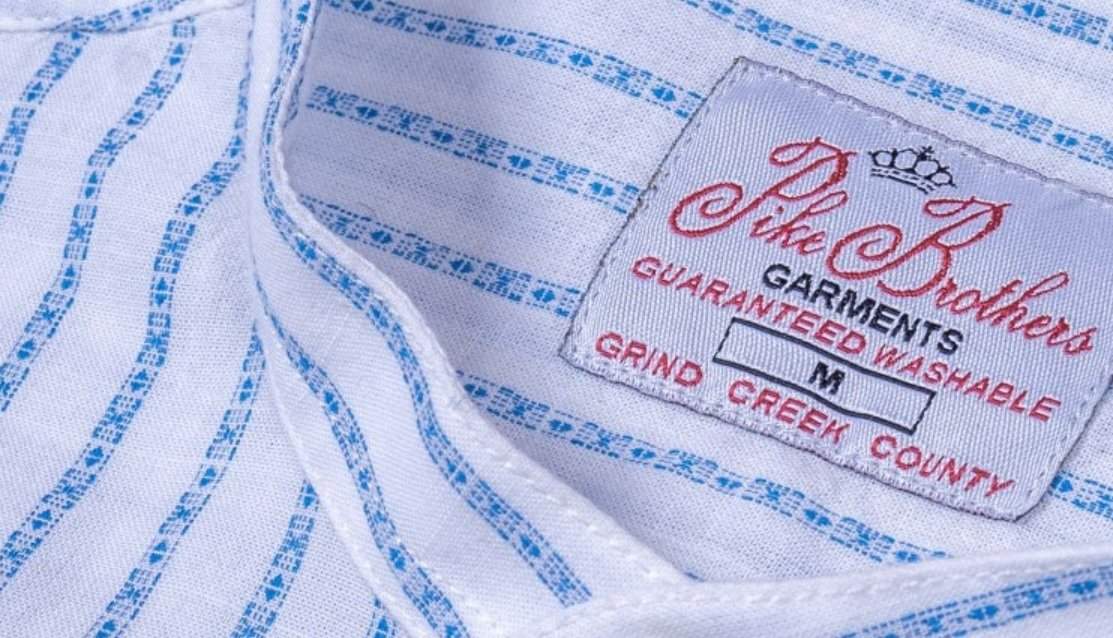 Pike Brothers
GARMENTS
GUARANTEED WASHABLE
M
GRIND CREEK COUNTY